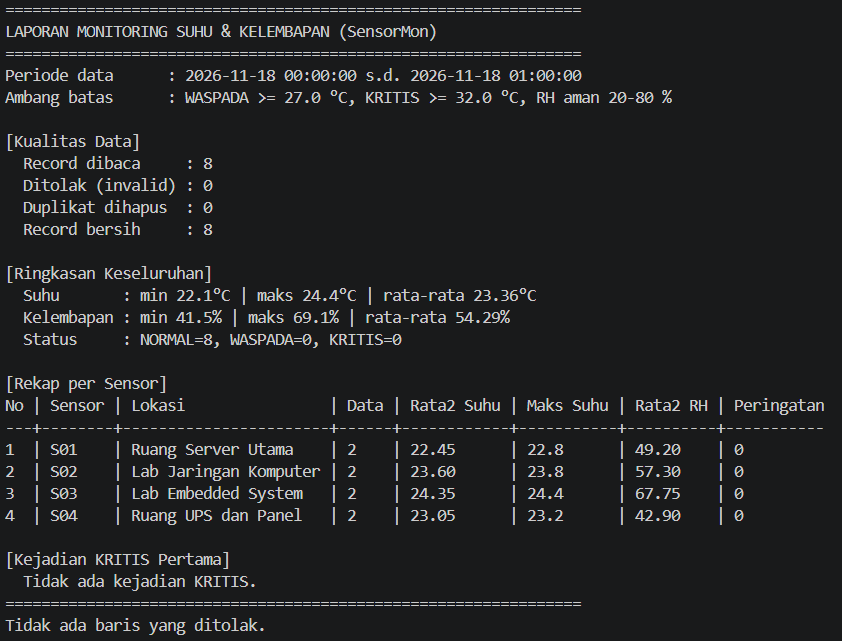 ================================================================
LAPORAN MONITORING SUHU & KELEMBAPAN (SensorMon)
================================================================
Periode data      : 2026-11-18 00:00:00 s.d. 2026-11-18 01:00:00
Ambang batas      : WASPADA >= 27.0 °C, KRITIS >= 32.0 °C, RH aman 20-80 %

[Kualitas Data]
  Record dibaca     : 8
  Ditolak (invalid) : 0
  Duplikat dihapus  : 0
  Record bersih     : 8

[Ringkasan Keseluruhan]
  Suhu       : min 22.1°C | maks 24.4°C | rata-rata 23.36°C
  Kelembapan : min 41.5% | maks 69.1% | rata-rata 54.29%
  Status     : NORMAL=8, WASPADA=0, KRITIS=0

[Rekap per Sensor]
No | Sensor | Lokasi                | Data | Rata2 Suhu | Maks Suhu | Rata2 RH | Peringatan
---+--------+-----------------------+------+------------+-----------+----------+-----------
1  | S01    | Ruang Server Utama    | 2    | 22.45      | 22.8      | 49.20    | 0
2  | S02    | Lab Jaringan Komputer | 2    | 23.60      | 23.8      | 57.30    | 0
3  | S03    | Lab Embedded System   | 2    | 24.35      | 24.4      | 67.75    | 0
4  | S04    | Ruang UPS dan Panel   | 2    | 23.05      | 23.2      | 42.90    | 0

[Kejadian KRITIS Pertama]
  Tidak ada kejadian KRITIS.
================================================================
Tidak ada baris yang ditolak.